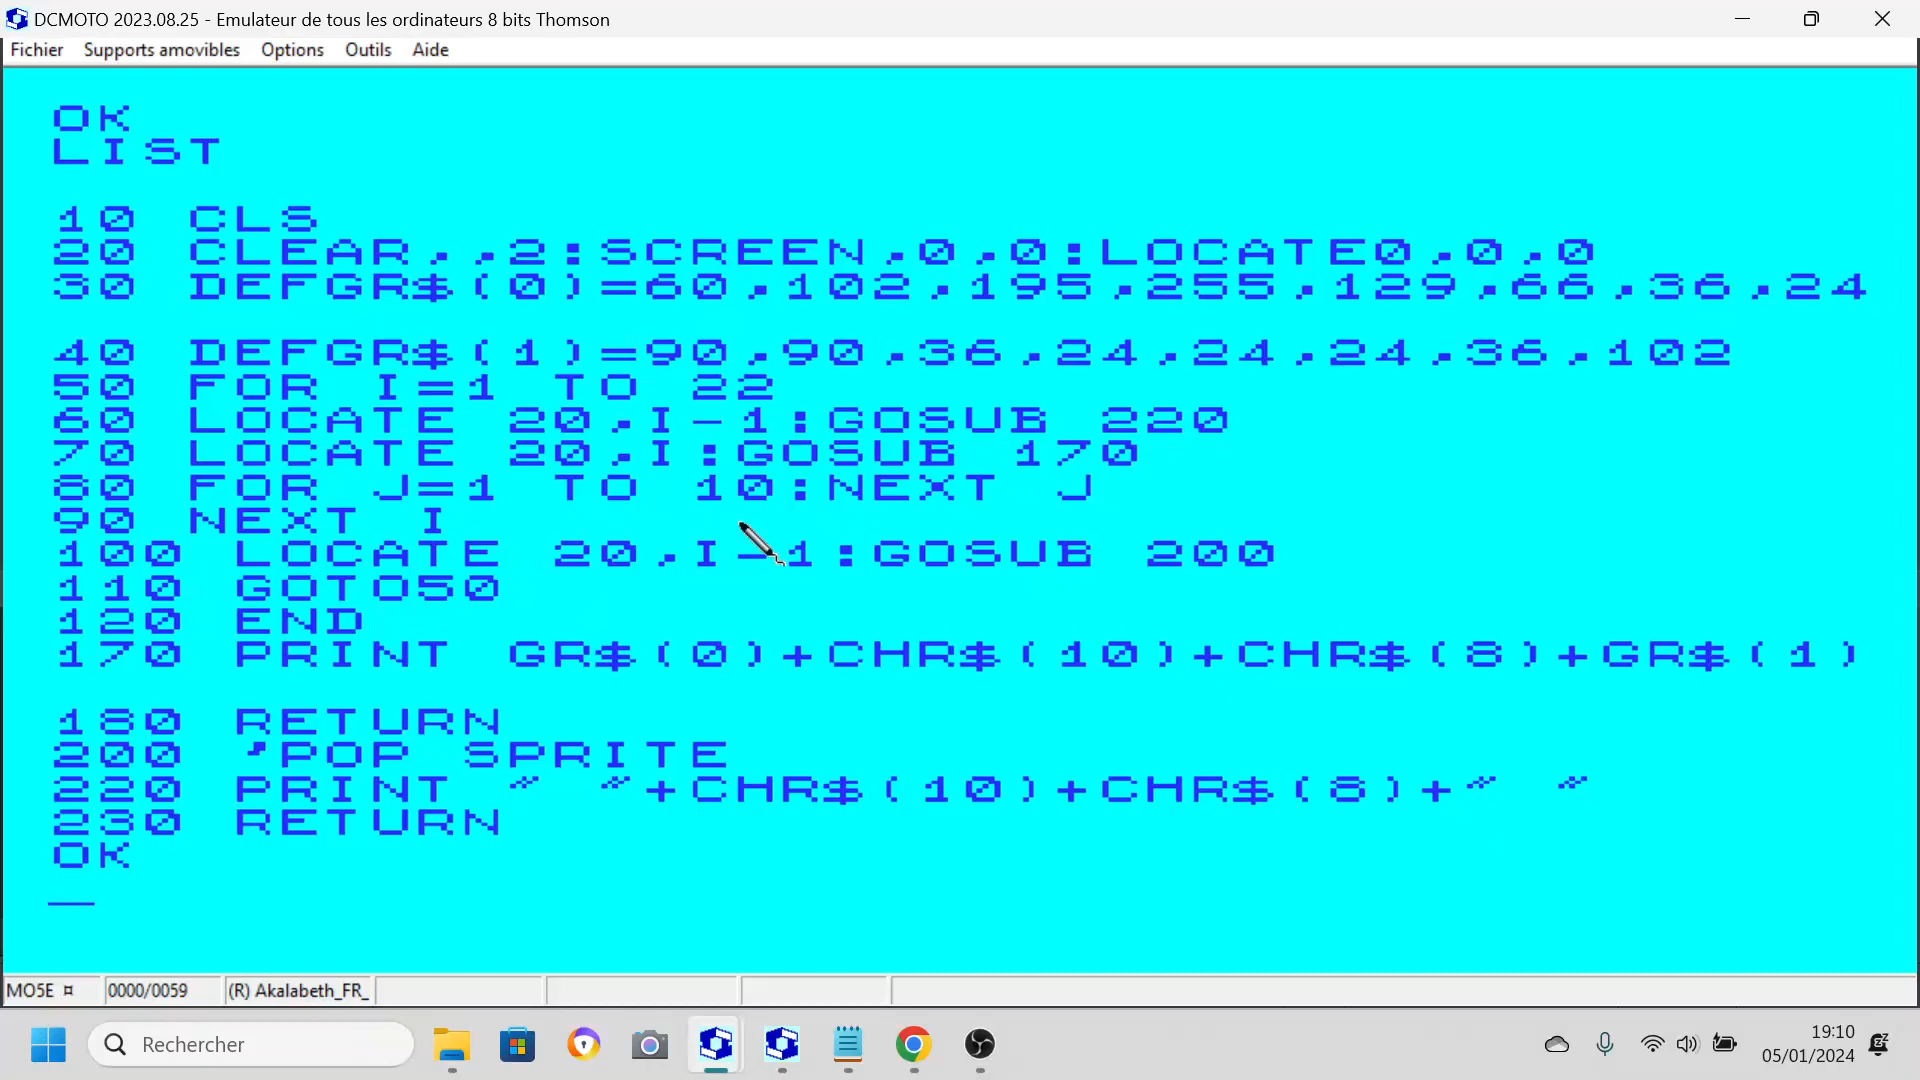 DCMOTO 2023.08.25 - Emulateur de tous les ordinateurs 8 bits Thomson
Fichier Supports amovibles Options Outils Aide
OK
LIST
10 CLS
20 CLEAR,,2:SCREEN,0,0:LOCATE0,0,0
30 DEFGR$(0)=60,102,195,255,129,66,36,24
40 DEFGR$(1)=90,90,36,24,24,24,36,102
50 FOR I=1 TO 22
60 LOCATE 20,I-1:GOSUB 220
70 LOCATE 20,I:GOSUB 170
80 FOR J=1 TO 10:NEXT J
90 NEXT I
100 LOCATE 20,I-1:GOSUB 200
110 GOTO50
120 END
170 PRINT GR$(0)+CHR$(10)+CHR$(8)+GR$(1)
180 RETURN
200 'POP SPRITE
220 PRINT " "+CHR$(10)+CHR$(8)+" "
230 RETURN
OK
MO5E ¤ 0000/0059 (R) Akalabeth_FR_
Rechercher
19:10
05/01/2024